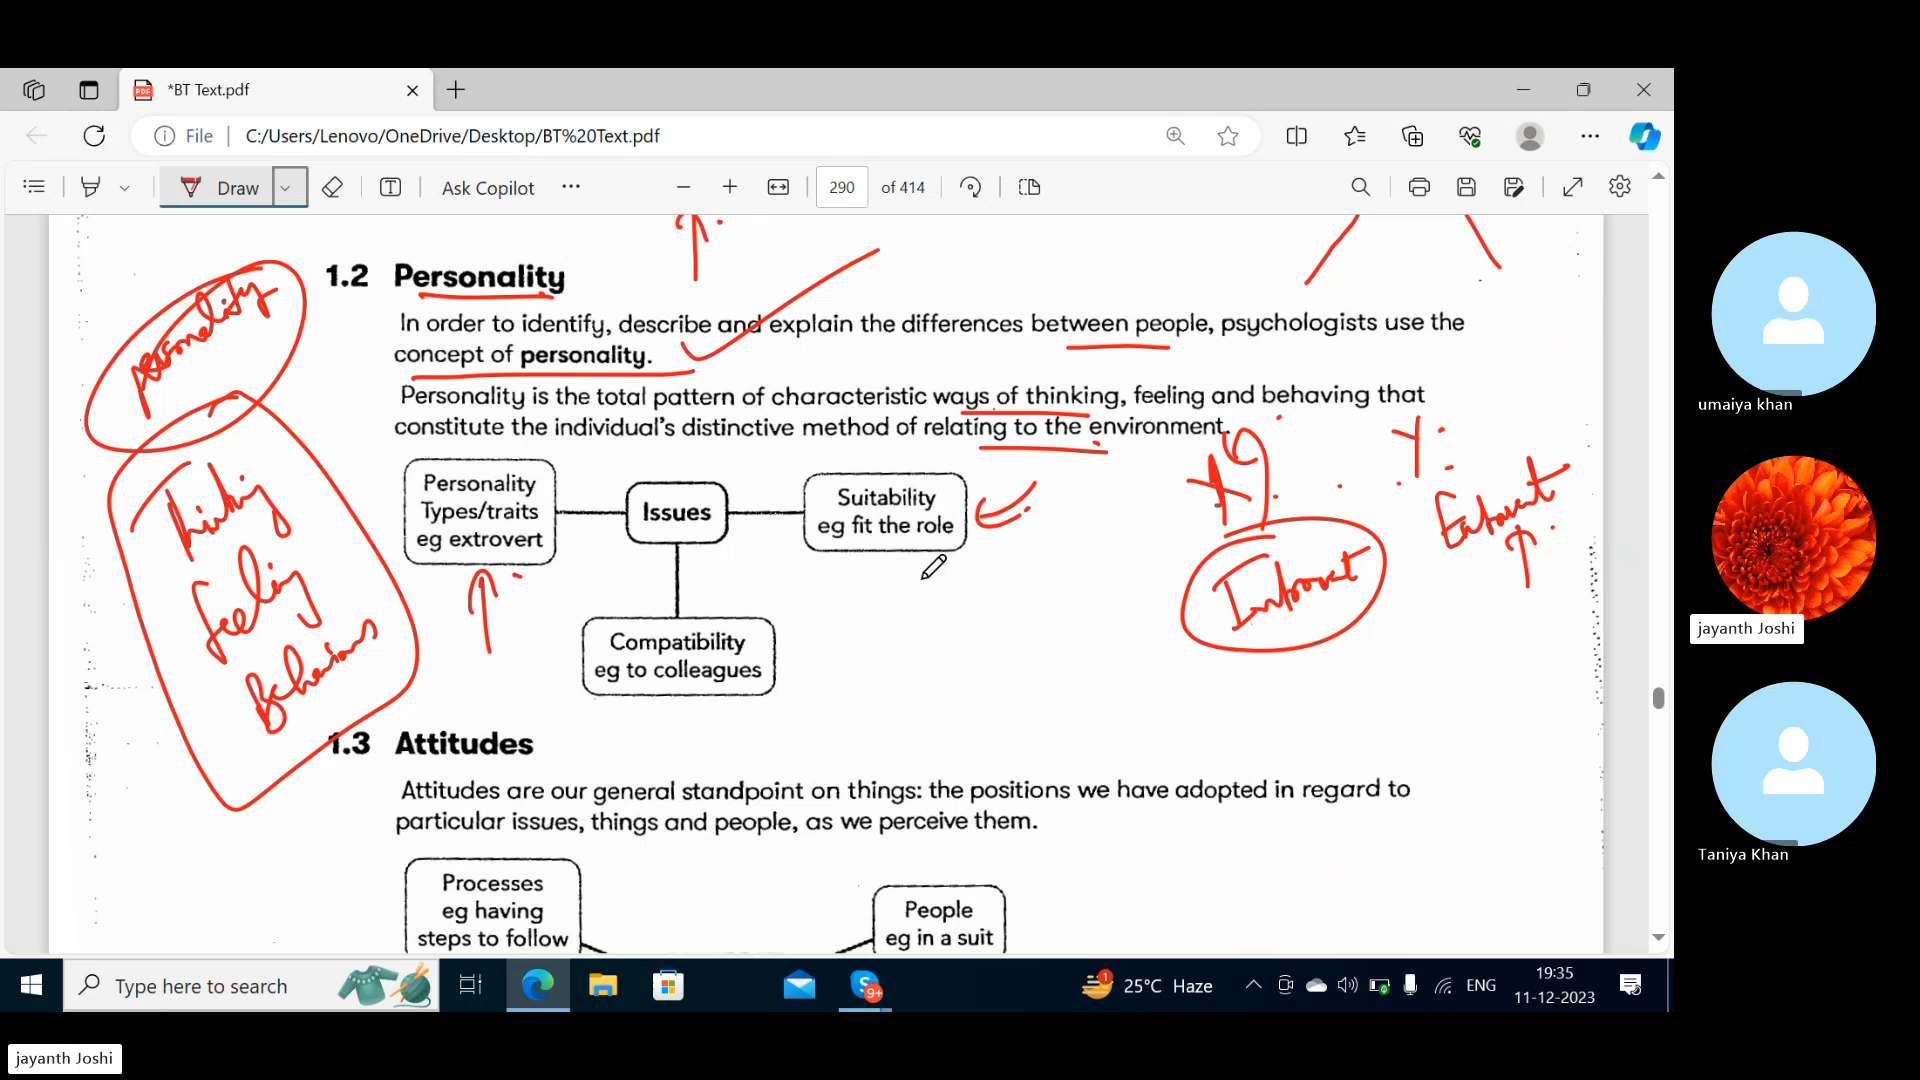 *BT Text.pdf
File
C:/Users/Lenovo/OneDrive/Desktop/BT%20Text.pdf
Draw
Ask Copilot
290 of 414
1.2 Personality
In order to identify, describe and explain the differences between people, psychologists use the
concept of personality.
Personality is the total pattern of characteristic ways of thinking, feeling and behaving that
constitute the individual's distinctive method of relating to the environment.
personality
Thinking
feeling
Behaviour
Personality
Types/traits
eg extrovert
Issues
Suitability
eg fit the role
Compatibility
eg to colleagues
X
Introvert
Y
Extrovert
1.3 Attitudes
Attitudes are our general standpoint on things: the positions we have adopted in regard to
particular issues, things and people, as we perceive them.
Processes
eg having
steps to follow
People
eg in a suit
umaiya khan
jayanth Joshi
Taniya Khan
Type here to search
9+
1
25°C Haze
ENG
19:35
11-12-2023
jayanth Joshi